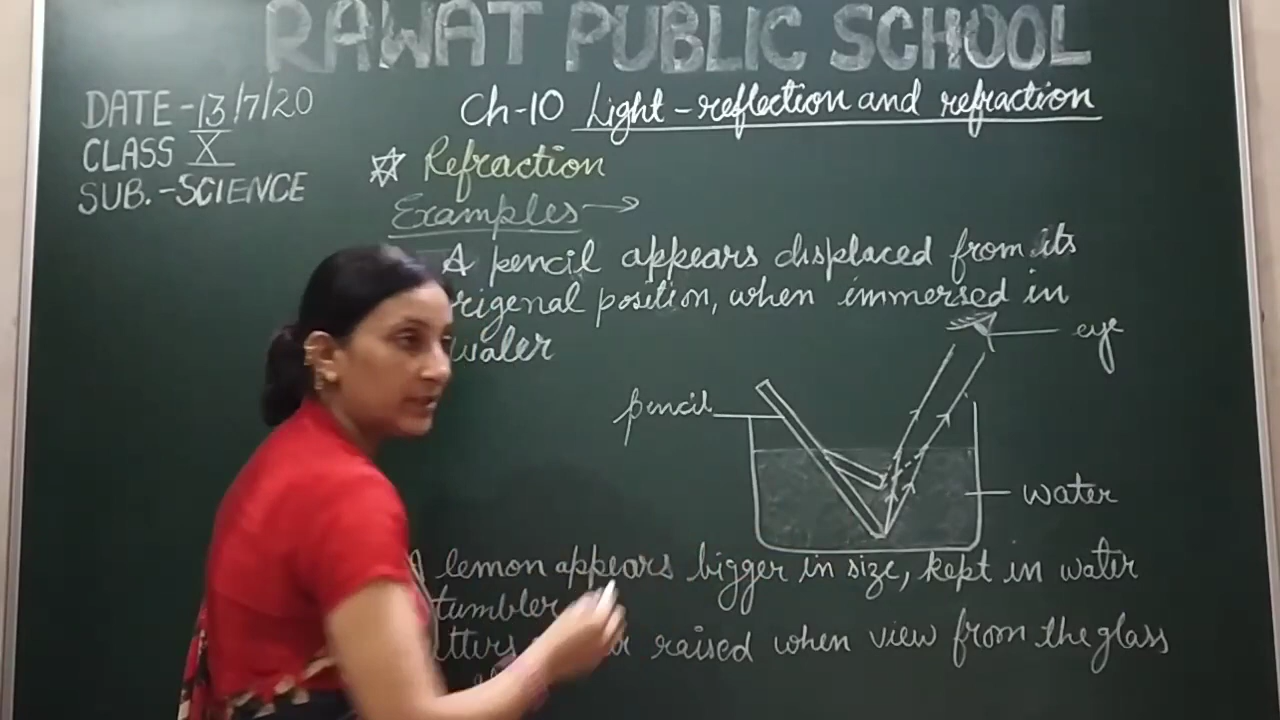 RAWAT PUBLIC SCHOOL
DATE - 13/7/20
CLASS X
SUB. - SCIENCE
Ch-10 Light - reflection and refraction
Refraction
Examples →
A pencil appears displaced from its
rigenal position, when immersed in
water
eye
pencil
water
A lemon appears bigger in size, kept in water
tumbler
raised when view from the glass